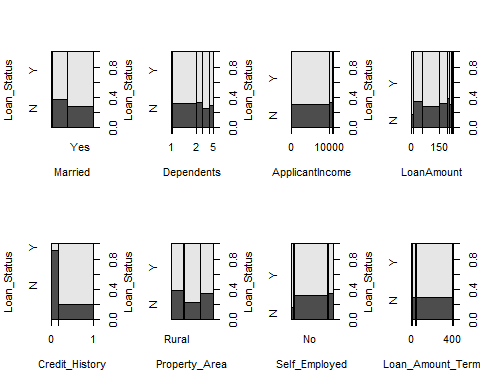 Loan_Status
N Y
0.0 0.4 0.8
Yes
Married
Loan_Status
N Y
0.0 0.4 0.8
1 2 5
Dependents
Loan_Status
N Y
0.0 0.4 0.8
0 10000
ApplicantIncome
Loan_Status
N Y
0.0 0.4 0.8
0 150
LoanAmount
Loan_Status
N Y
0.0 0.4 0.8
0 1
Credit_History
Loan_Status
N Y
0.0 0.4 0.8
Rural
Property_Area
Loan_Status
N Y
0.0 0.4 0.8
No
Self_Employed
Loan_Status
N Y
0.0 0.4 0.8
0 400
Loan_Amount_Term